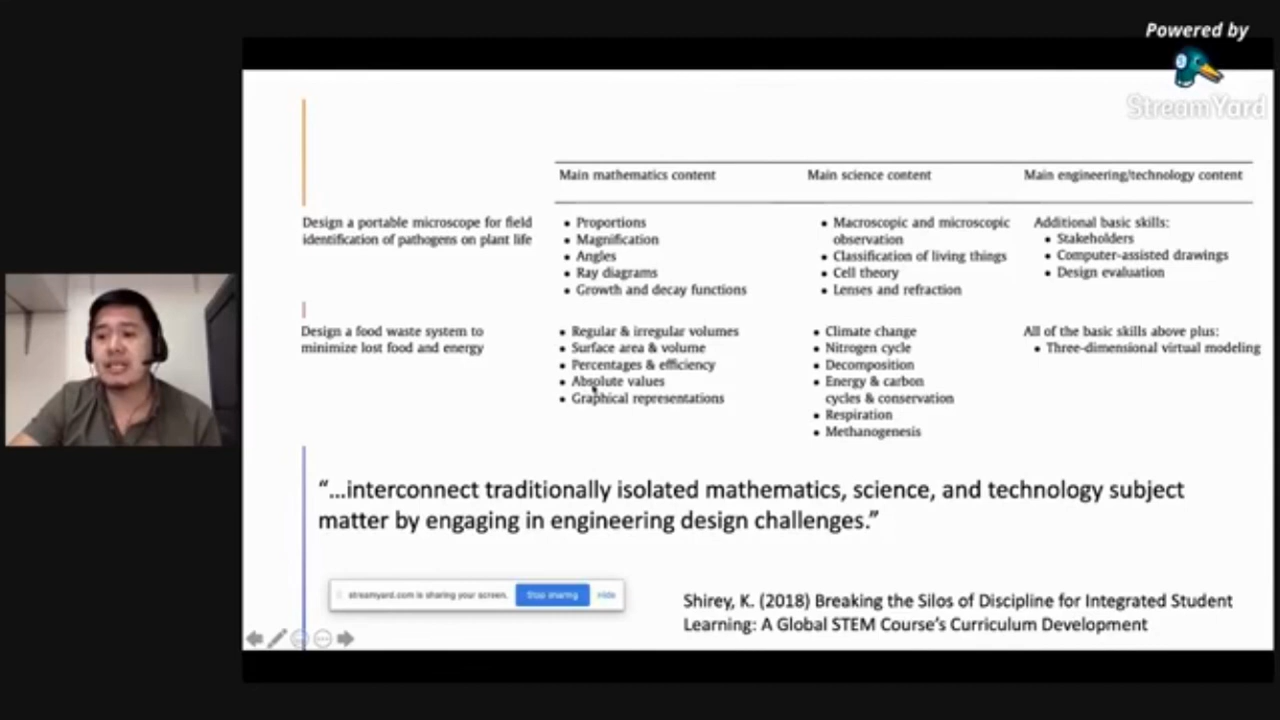 Powered by
StreamYard
Main mathematics content
Main science content
Main engineering/technology content
Design a portable microscope for field
identification of pathogens on plant life
• Proportions
• Magnification
• Angles
• Ray diagrams
• Growth and decay functions
• Macroscopic and microscopic
observation
• Classification of living things
• Cell theory
• Lenses and refraction
Additional basic skills:
• Stakeholders
• Computer-assisted drawings
• Design evaluation
Design a food waste system to
minimize lost food and energy
• Regular & irregular volumes
• Surface area & volume
• Percentages & efficiency
• Absolute values
• Graphical representations
• Climate change
• Nitrogen cycle
• Decomposition
• Energy & carbon
cycles & conservation
• Respiration
• Methanogenesis
All of the basic skills above plus:
• Three-dimensional virtual modeling
“…interconnect traditionally isolated mathematics, science, and technology subject
matter by engaging in engineering design challenges.”
streamyard.com is sharing your screen.
Stop sharing
Hide
Shirey, K. (2018) Breaking the Silos of Discipline for Integrated Student
Learning: A Global STEM Course’s Curriculum Development